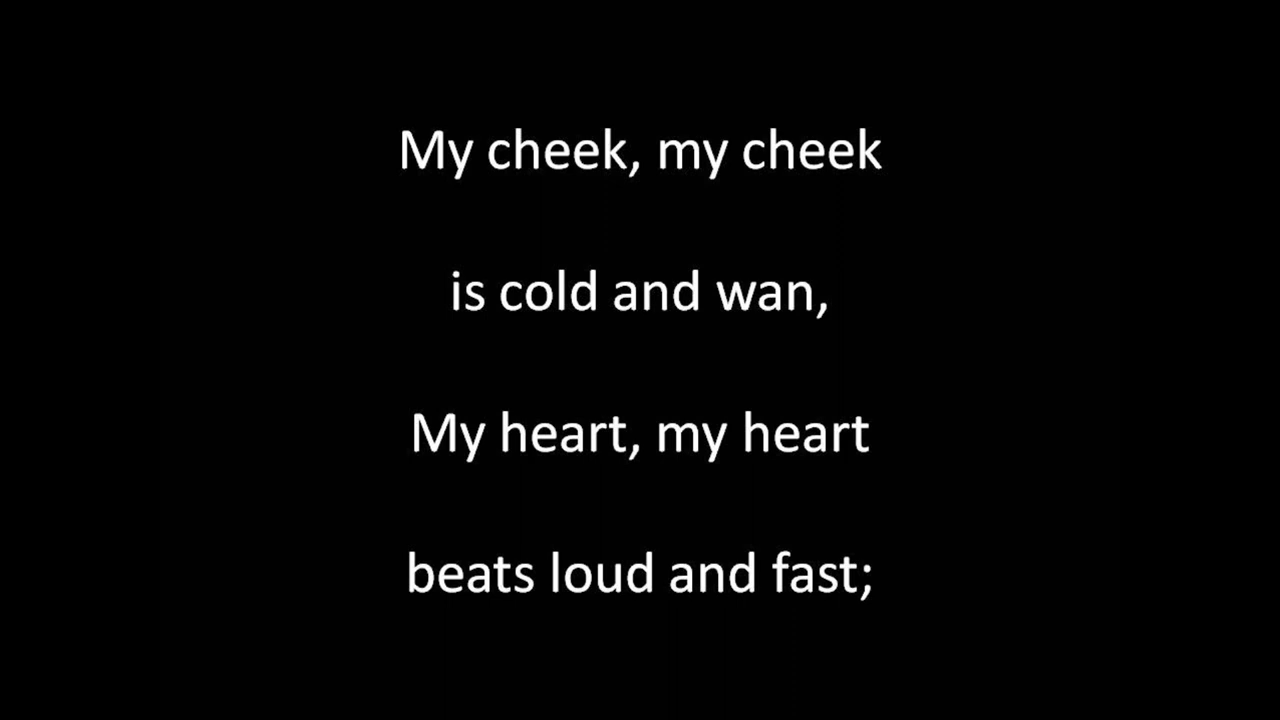 My cheek, my cheek
is cold and wan,
My heart, my heart
beats loud and fast;